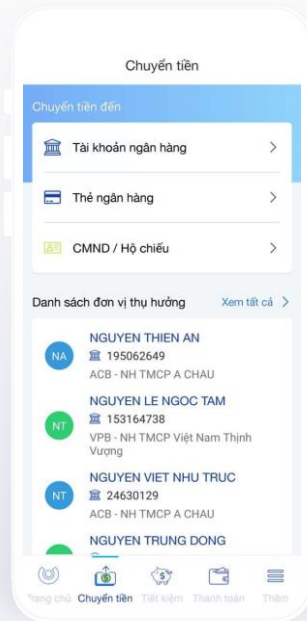 Chuyển tiền
Chuyển tiền đến
Tài khoản ngân hàng
Thẻ ngân hàng
CMND / Hộ chiếu
Danh sách đơn vị thụ hưởng Xem tất cả
NGUYEN THIEN AN
NA
195062649
ACB - NH TMCP A CHAU
NGUYEN LE NGOC TAM
NT
153164738
VPB - NH TMCP Việt Nam Thịnh
Vượng
NGUYEN VIET NHU TRUC
NT
24630129
ACB - NH TMCP A CHAU
NGUYEN TRUNG DONG
Trang chủ Chuyển tiền Tiết kiệm Thanh toán Thêm